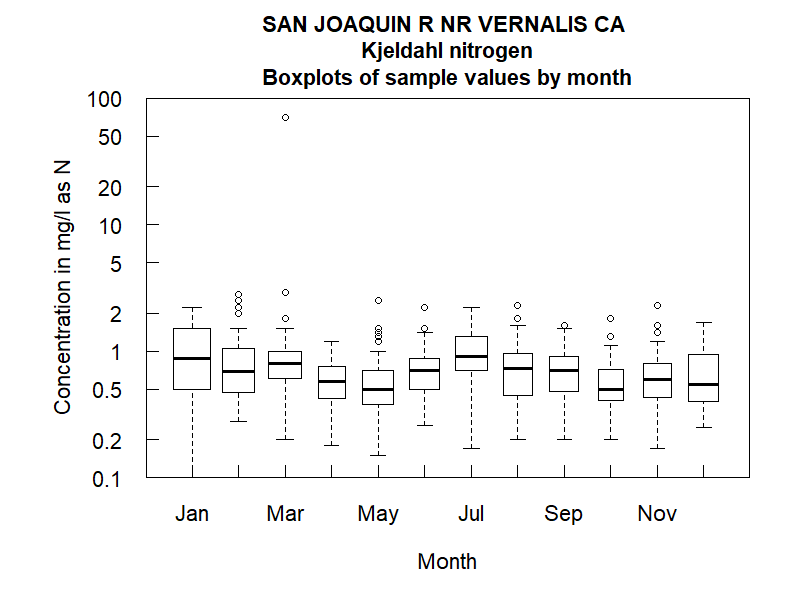 SAN JOAQUIN R NR VERNALIS CA
Kjeldahl nitrogen
Boxplots of sample values by month
Concentration in mg/l as N
100
50
20
10
5
2
1
0.5
0.2
0.1
Jan Mar May Jul Sep Nov
Month